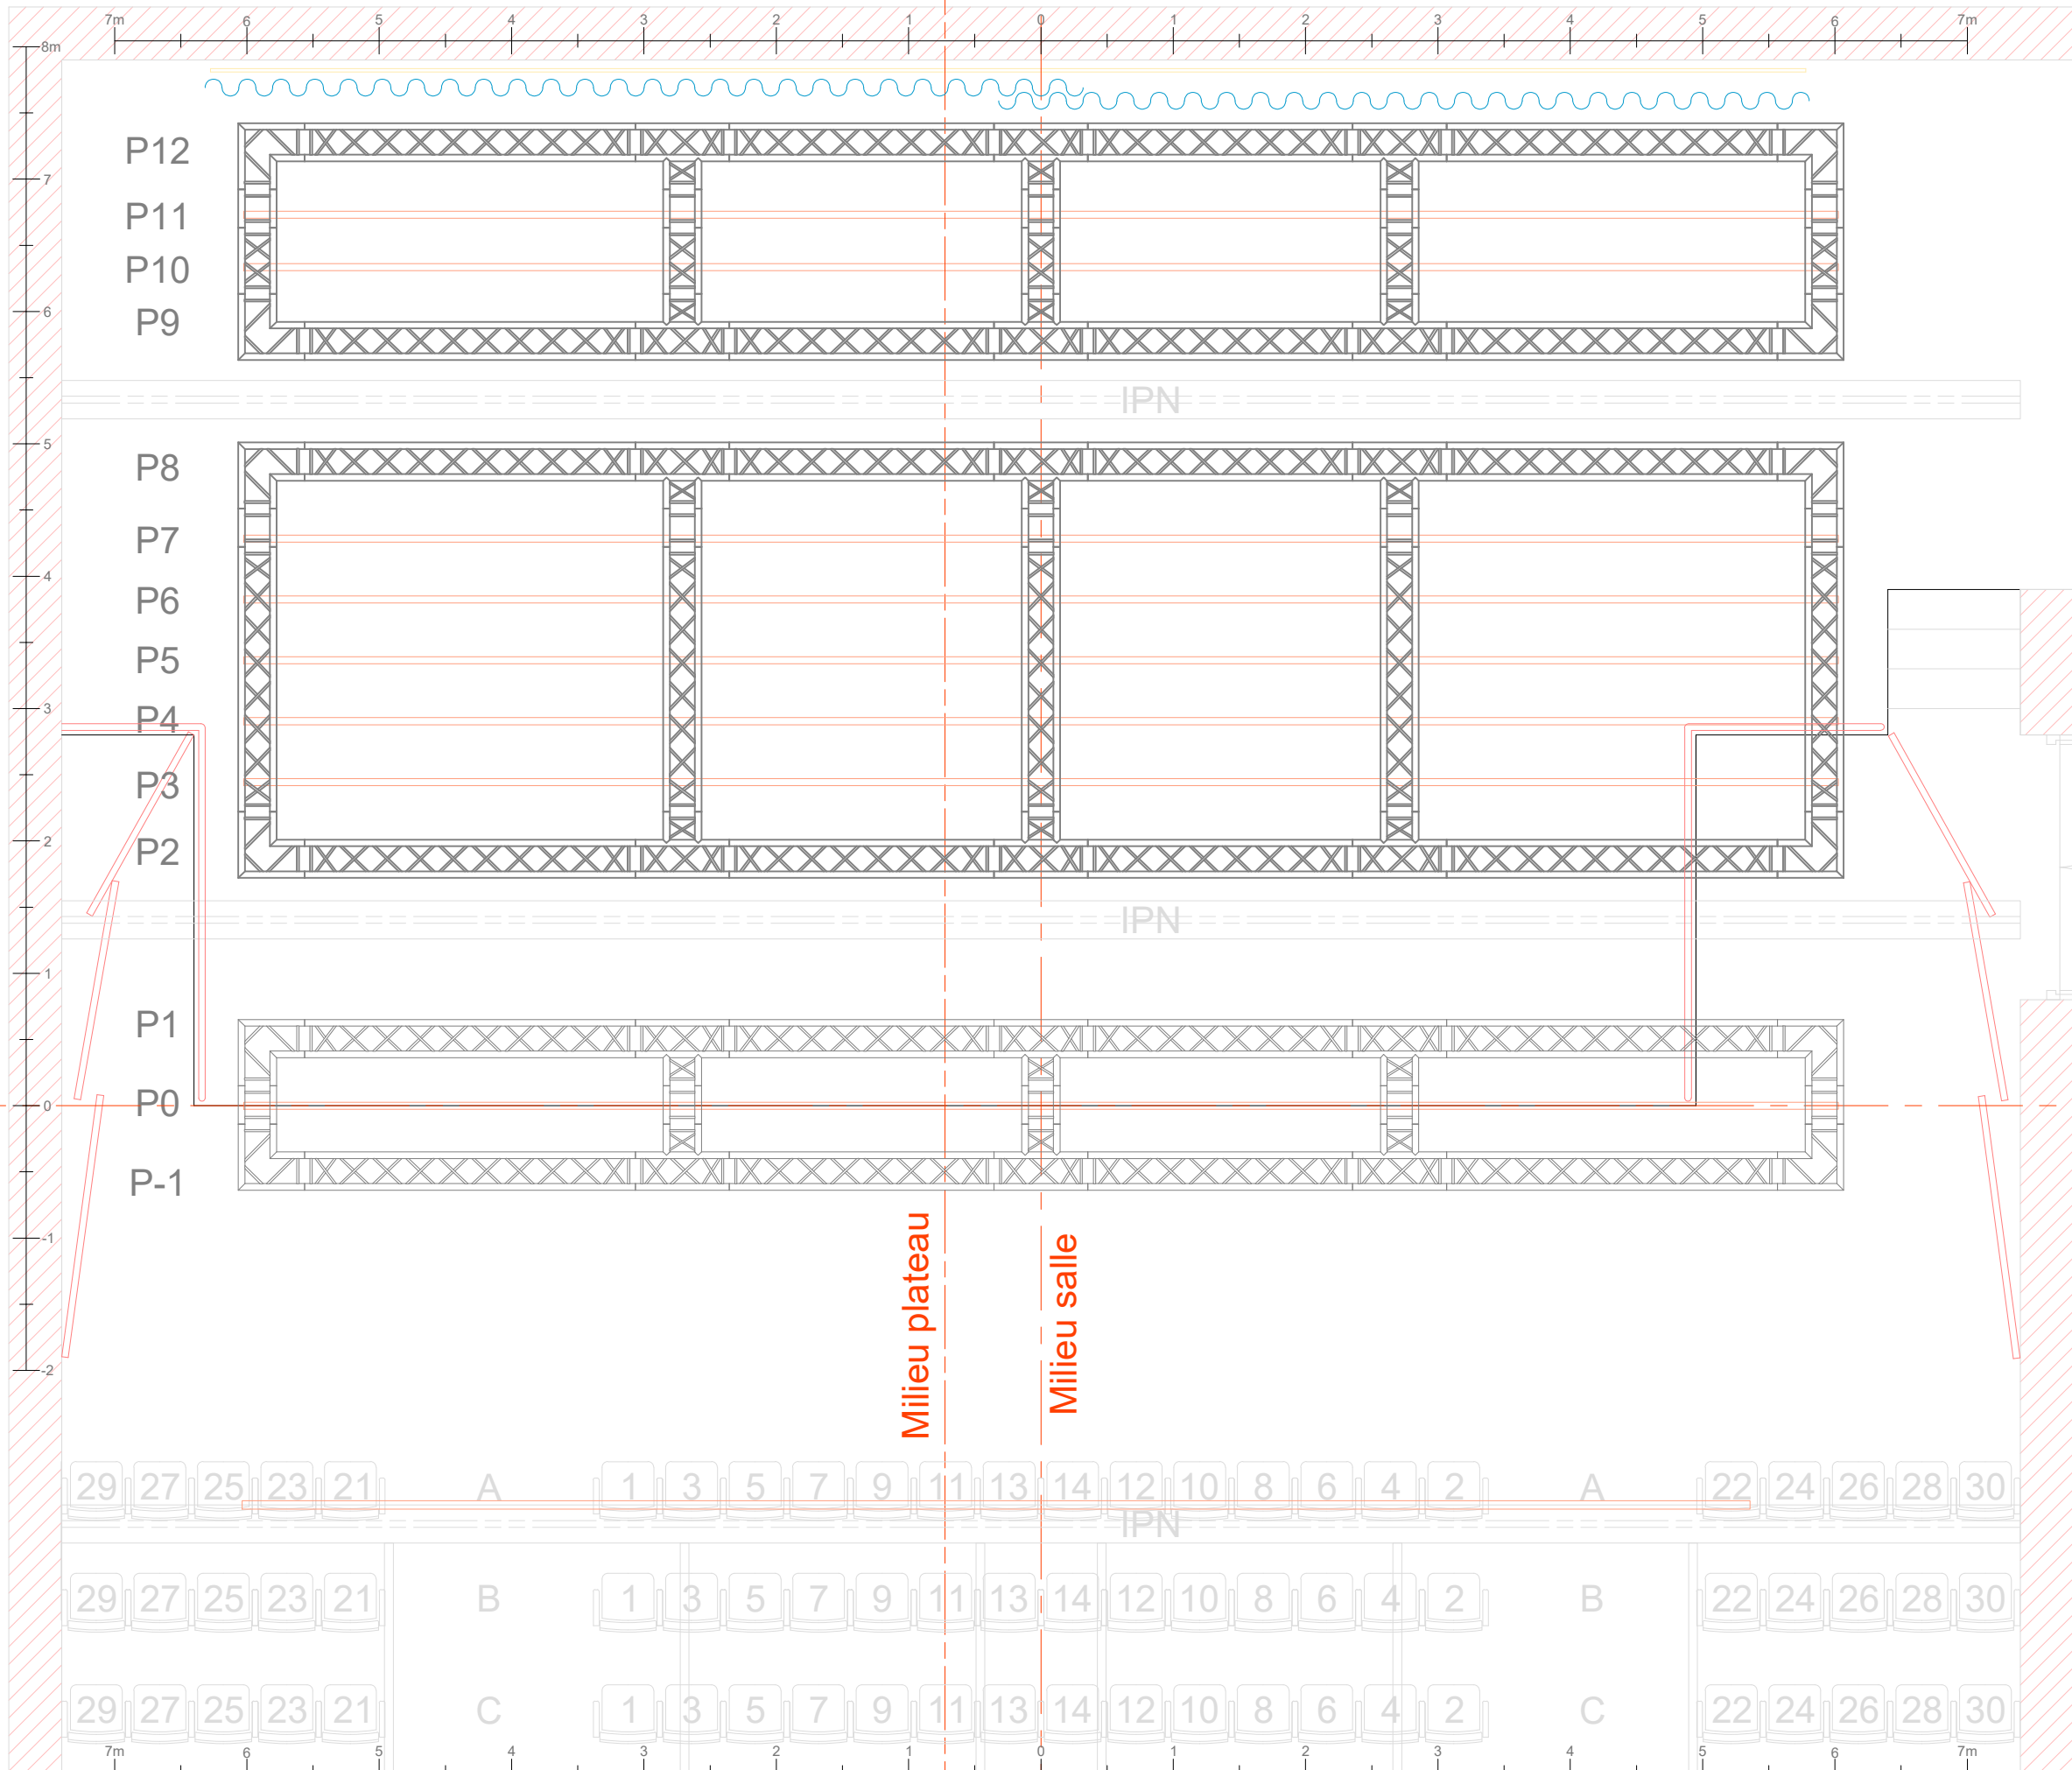 7m 6 5 4 3 2 1 0 1 2 3 4 5 6 7m
8m
P12
7
P11
P10
6
P9
IPN
5
P8
P7
4
P6
P5
3
P4
P3
2
P2
IPN
1
P1
0
P0
P-1
-1
Milieu plateau
Milieu salle
-2
29 27 25 23 21 A 1 3 5 7 9 11 13 14 12 10 8 6 4 2 A 22 24 26 28 30
IPN
29 27 25 23 21 B 1 3 5 7 9 11 13 14 12 10 8 6 4 2 B 22 24 26 28 30
29 27 25 23 21 C 1 3 5 7 9 11 13 14 12 10 8 6 4 2 C 22 24 26 28 30
7m 6 5 4 3 2 1 0 1 2 3 4 5 6 7m